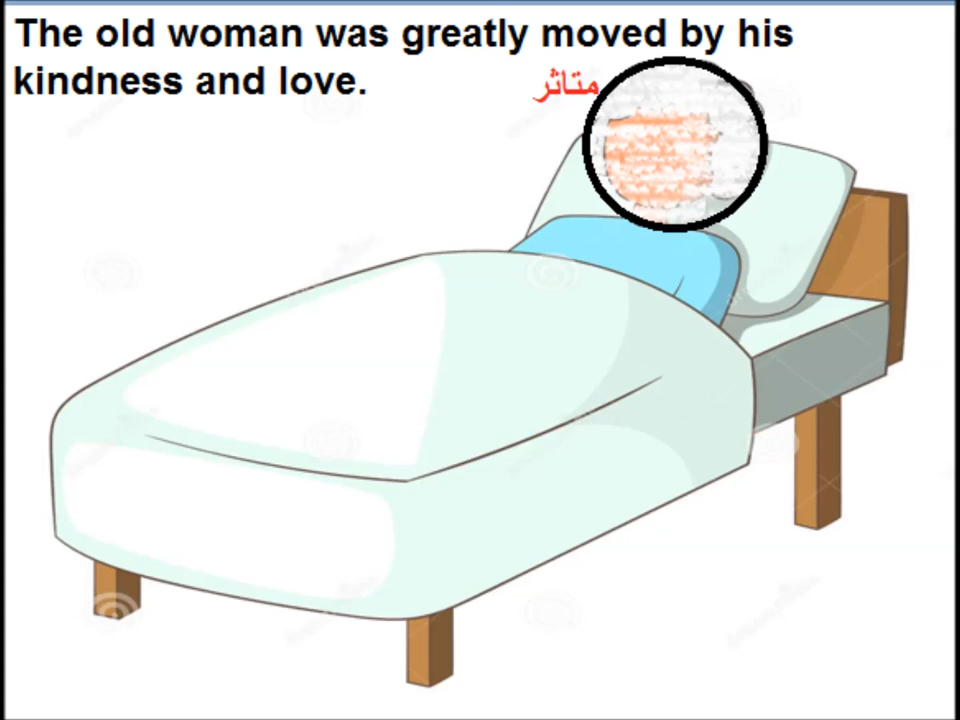 The old woman was greatly moved by his
kindness and love.
متاثر